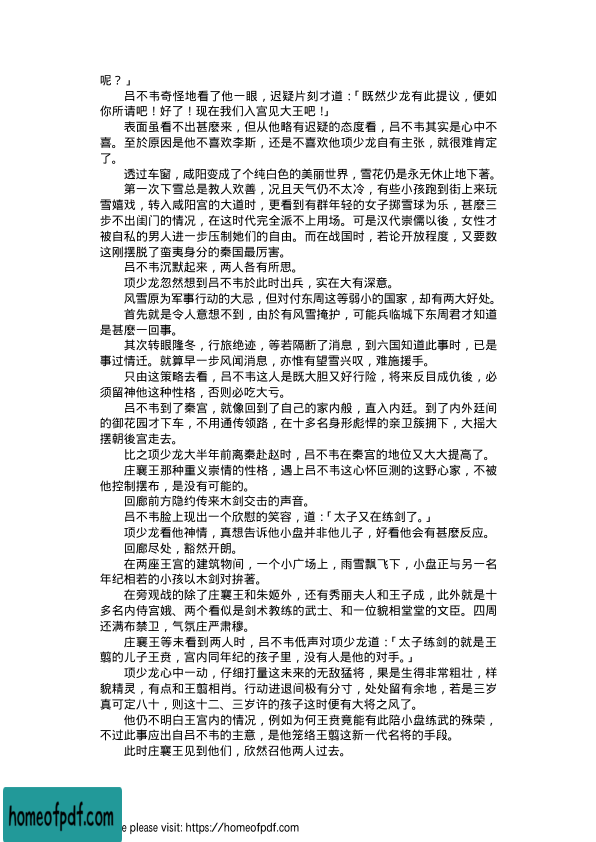 呢？」
吕不韦奇怪地看了他一眼，迟疑片刻才道：「既然少龙有此提议，便如
你所请吧！好了！现在我们入宫见大王吧！」
表面虽看不出甚麽来，但从他略有迟疑的态度看，吕不韦其实是心中不
喜。至於原因是他不喜欢李斯，还是不喜欢他项少龙自有主张，就很难肯定
了。
透过车窗，咸阳变成了个纯白色的美丽世界，雪花仍是永无休止地下著。
第一次下雪总是教人欢善，况且天气仍不太冷，有些小孩跑到街上来玩
雪嬉戏，转入咸阳宫的大道时，更看到有群年轻的女子掷雪球为乐，甚麽三
步不出闺门的情况，在这时代完全派不上用场。可是汉代崇儒以後，女性才
被自私的男人进一步压制她们的自由。而在战国时，若论开放程度，又要数
这刚摆脱了蛮夷身分的秦国最厉害。
吕不韦沉默起来，两人各有所思。
项少龙忽然想到吕不韦於此时出兵，实在大有深意。
风雪原为军事行动的大忌，但对付东周这等弱小的国家，却有两大好处。
首先就是令人意想不到，由於有风雪掩护，可能兵临城下东周君才知道
是甚麽一回事。
其次转眼隆冬，行旅绝迹，等若隔断了消息，到六国知道此事时，已是
事过情迁。就算早一步风闻消息，亦惟有望雪兴叹，难施援手。
只由这策略去看，吕不韦这人是既大胆又好行险，将来反目成仇後，必
须留神他这种性格，否则必吃大亏。
吕不韦到了秦宫，就像回到了自己的家内般，直入内廷。到了内外廷间
的御花园才下车，不用通传领路，在十多名身形彪悍的亲卫簇拥下，大摇大
摆朝後宫走去。
比之项少龙大半年前离秦赴赵时，吕不韦在秦宫的地位又大大提高了。
庄襄王那种重义崇情的性格，遇上吕不韦这心怀叵测的这野心家，不被
他控制摆布，是没有可能的。
回廊前方隐约传来木剑交击的声音。
吕不韦脸上现出一个欣慰的笑容，道：「太子又在练剑了。」
项少龙看他神情，真想告诉他小盘并非他儿子，好看他会有甚麽反应。
回廊尽处，豁然开朗。
在两座王宫的建筑物间，一个小广场上，雨雪飘飞下，小盘正与另一名
年纪相若的小孩以木剑对拚著。
在旁观战的除了庄襄王和朱姬外，还有秀丽夫人和王子成，此外就是十
多名内侍宫娥、两个看似是剑术教练的武士、和一位貌相堂堂的文臣。四周
还满布禁卫，气氛庄严肃穆。
庄襄王等未看到两人时，吕不韦低声对项少龙道：「太子练剑的就是王
翦的儿子王贲，宫内同年纪的孩子里，没有人是他的对手。」
项少龙心中一动，仔细打量这未来的无敌猛将，果是生得非常粗壮，样
貌精灵，有点和王翦相肖。行动进退间极有分寸，处处留有余地，若是三岁
真可定八十，则这十二、三岁许的孩子这时便有大将之风了。
他仍不明白王宫内的情况，例如为何王贲竟能有此陪小盘练武的殊荣，
不过此事应出自吕不韦的主意，是他笼络王翦这新一代名将的手段。
此时庄襄王见到他们，欣然召他两人过去。
homeofpdf.com
e please visit: https://homeofpdf.com